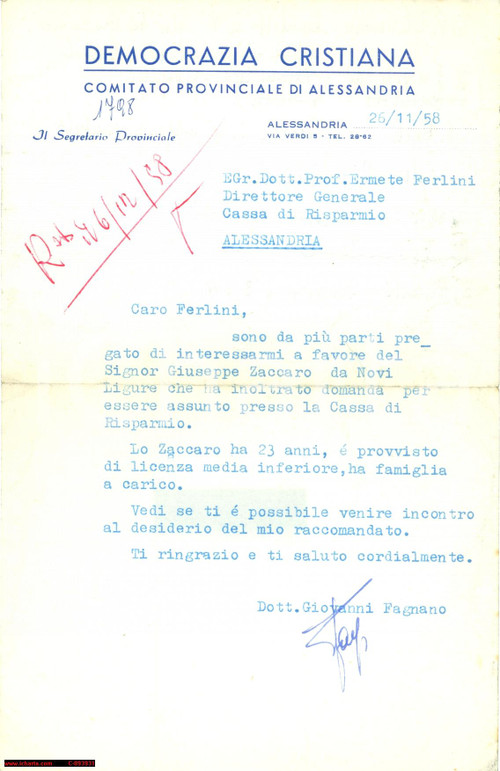 DEMOCRAZIA CRISTIANA
COMITATO PROVINCIALE DI ALESSANDRIA
1798
Il Segretario Provinciale
ALESSANDRIA 26/11/58
VIA VERDI 5 - TEL. 28-62
EGr.Dott.Prof.Ermete Ferlini
Direttore Generale
Cassa di Risparmio
ALESSANDRIA
Caro Ferlini,
sono da più parti pre_
gato di interessarmi a favore del
Signor Giuseppe Zaccaro da Novi
Ligure che ha inoltrato domanda per
essere assunto presso la Cassa di
Risparmio.
Lo Zaccaro ha 23 anni, é provvisto
di licenza media inferiore,ha famiglia
a carico.
Vedi se ti é possibile venire incontro
al desiderio del mio raccomandato.
Ti ringrazio e ti saluto cordialmente.
Dott.Giovanni Fagnano